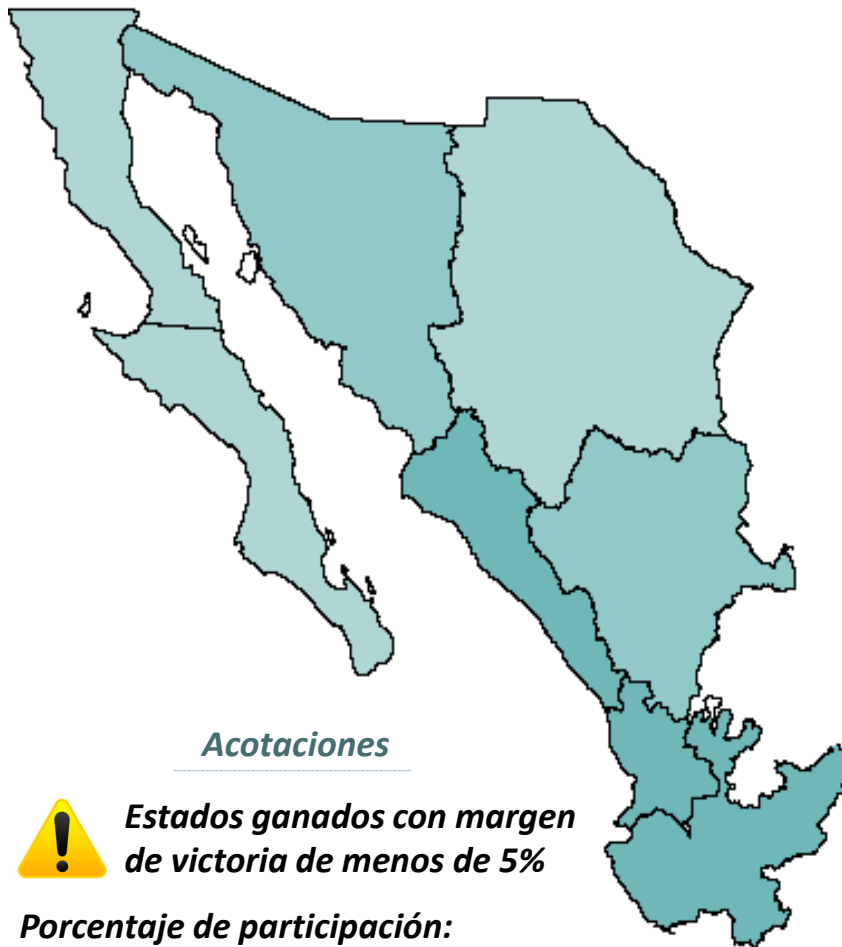 Acotaciones
Estados ganados con margen
de victoria de menos de 5%
Porcentaje de participación: